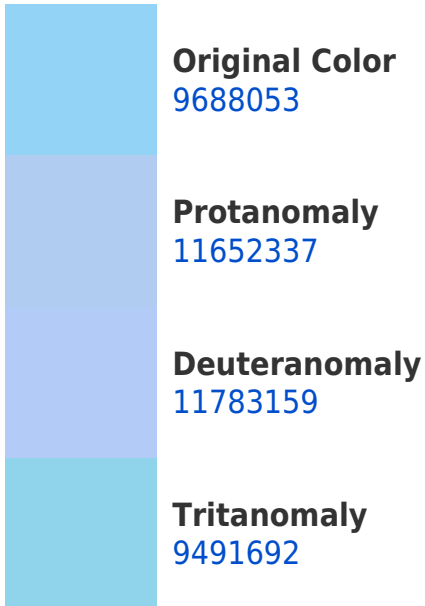 Original Color
9688053
Protanomaly
11652337
Deuteranomaly
11783159
Tritanomaly
9491692